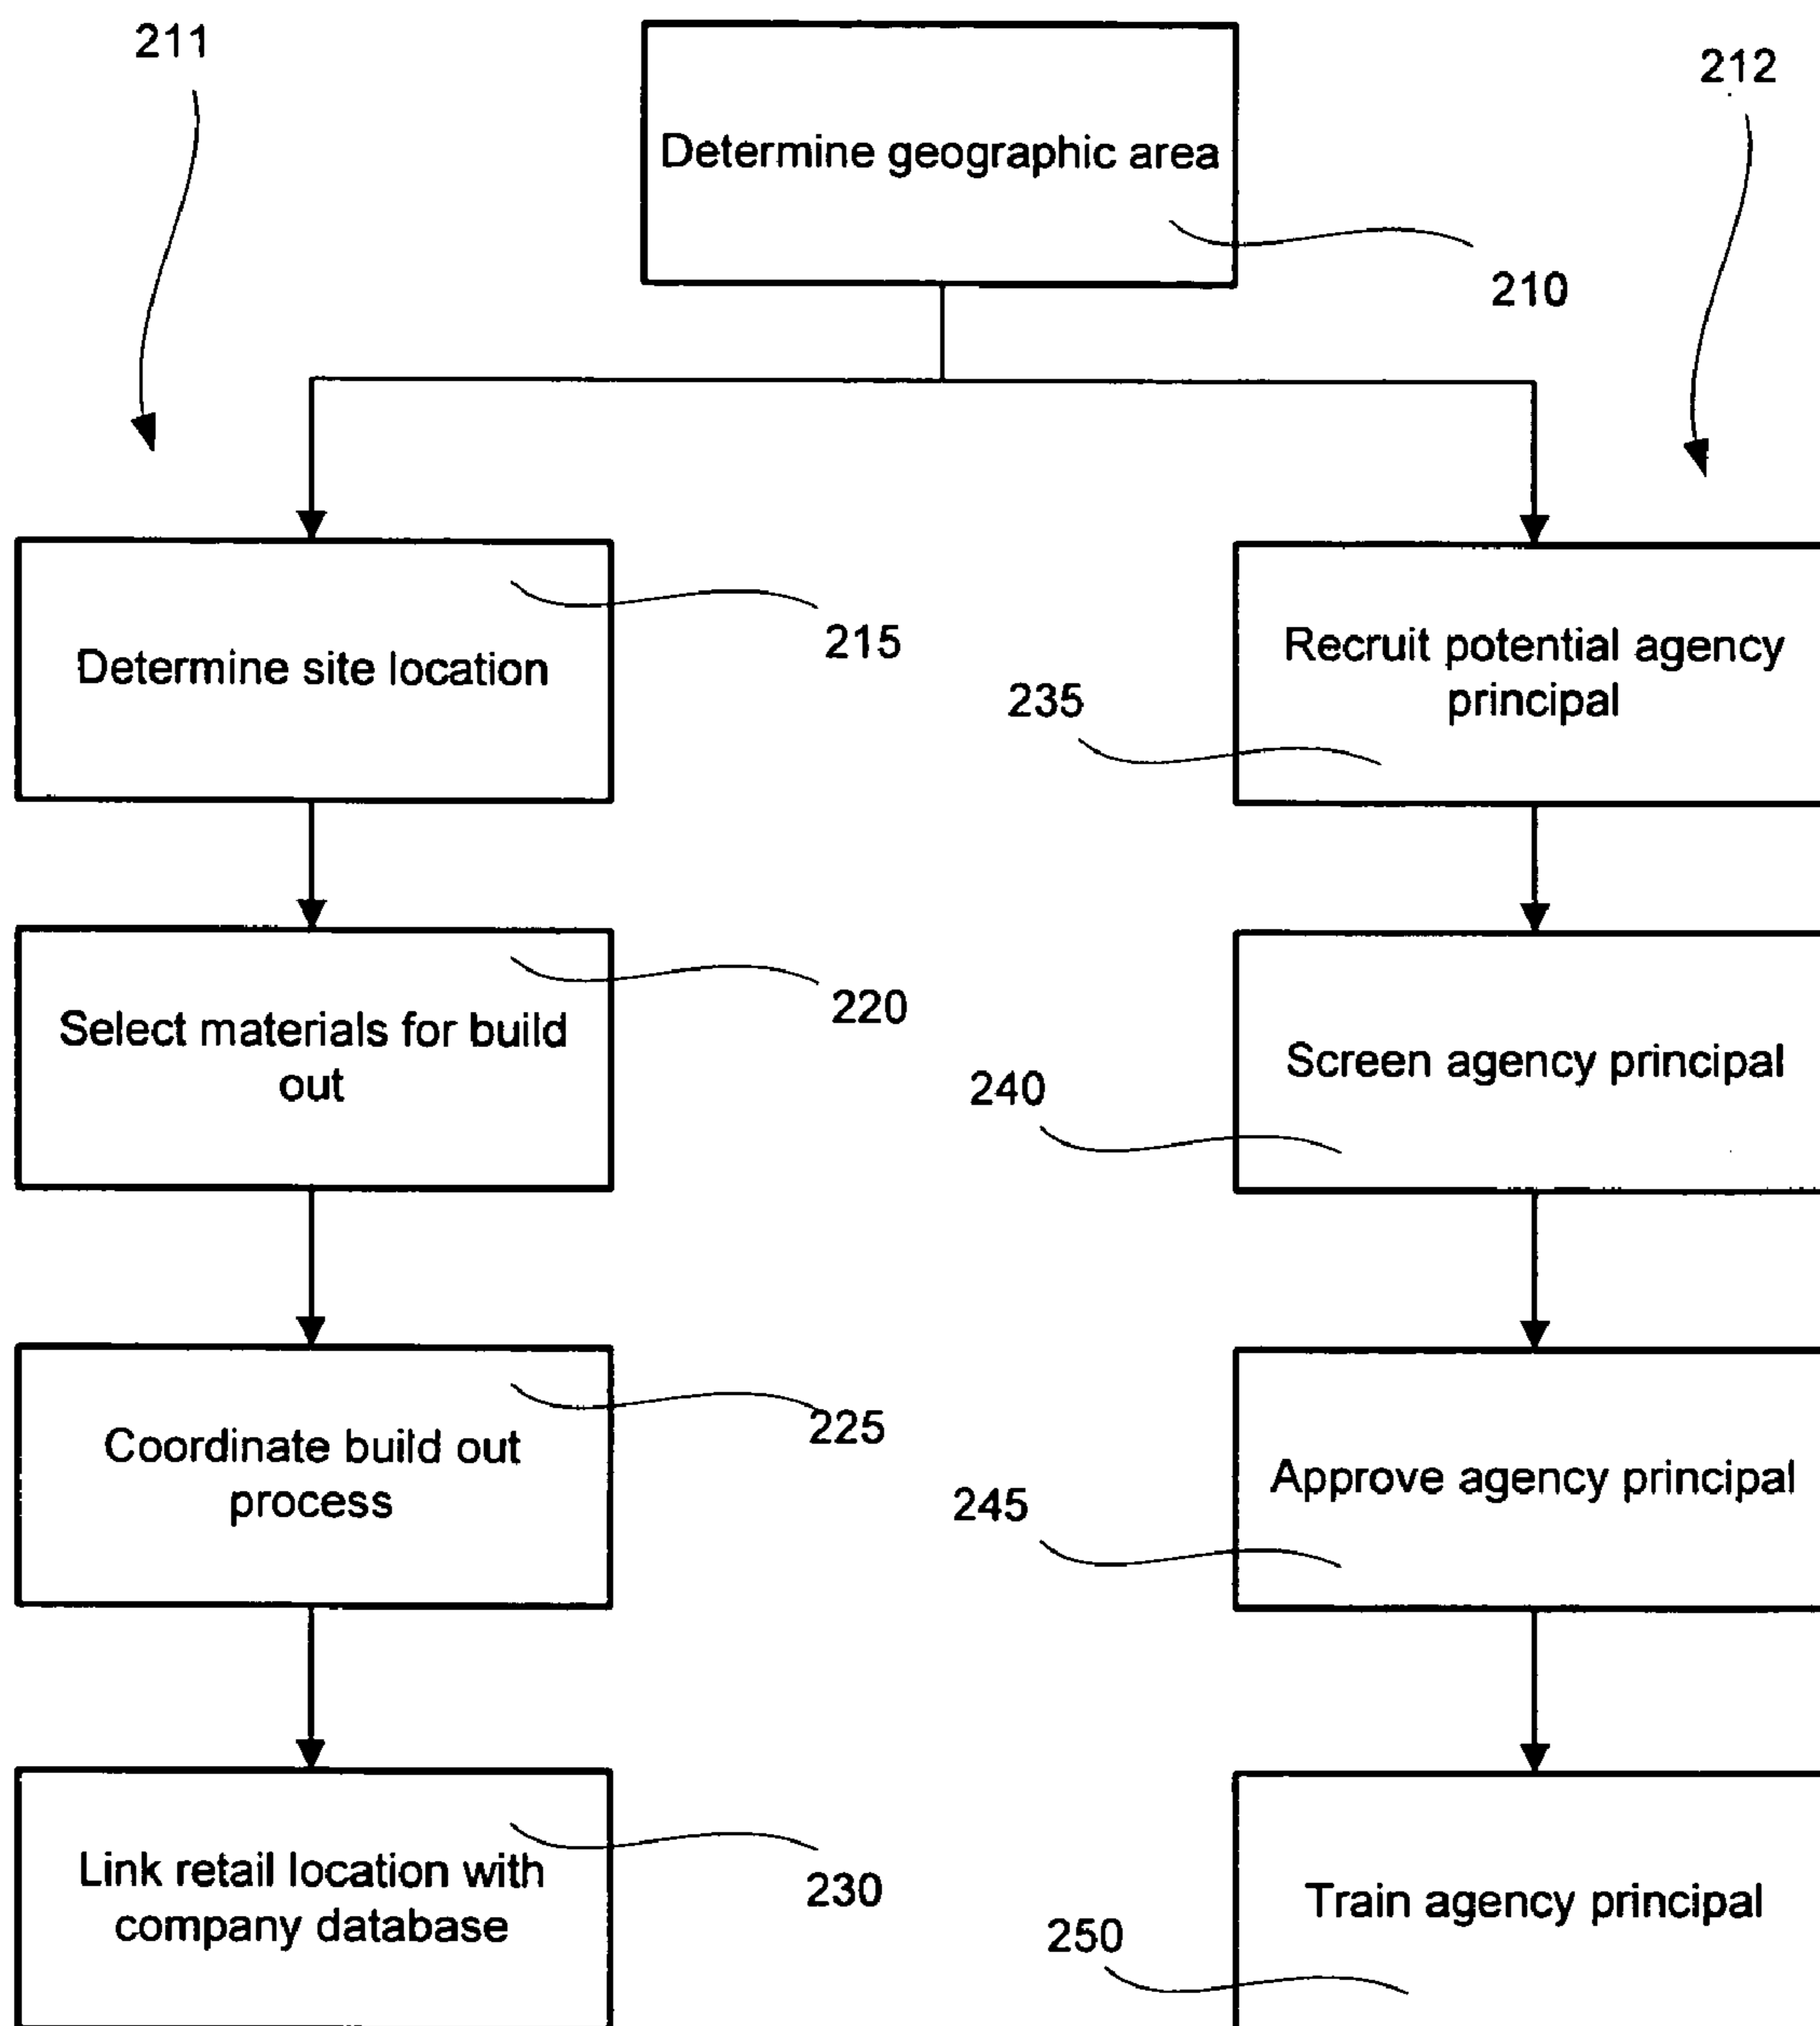 211
212
Determine geographic area
210
Determine site location
215
Recruit potential agency
principal
235
Select materials for build
out
220
Screen agency principal
240
Coordinate build out
process
225
Approve agency principal
245
Link retail location with
company database
230
Train agency principal
250